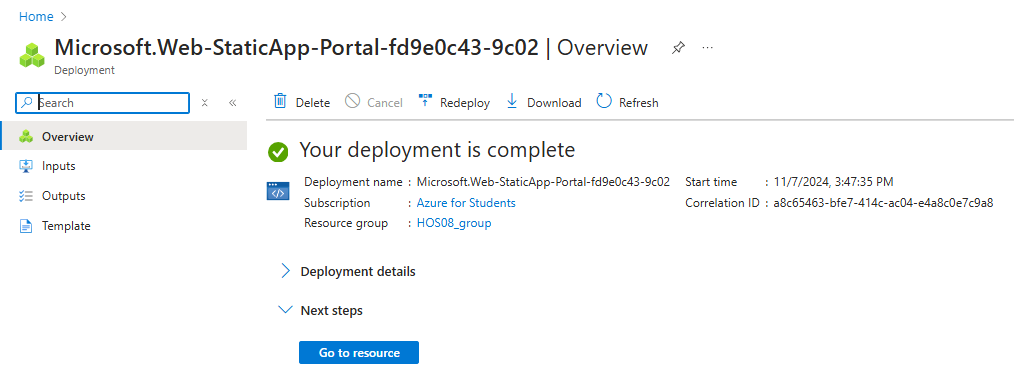 Home
Microsoft.Web-StaticApp-Portal-fd9e0c43-9c02 | Overview
Deployment
Search
Delete Cancel Redeploy Download Refresh
Overview
Inputs
Outputs
Template
Your deployment is complete
Deployment name : Microsoft.Web-StaticApp-Portal-fd9e0c43-9c02 Start time : 11/7/2024, 3:47:35 PM
Subscription : Azure for Students Correlation ID : a8c65463-bfe7-414c-ac04-e4a8c0e7c9a8
Resource group : HOS08_group
Deployment details
Next steps
Go to resource